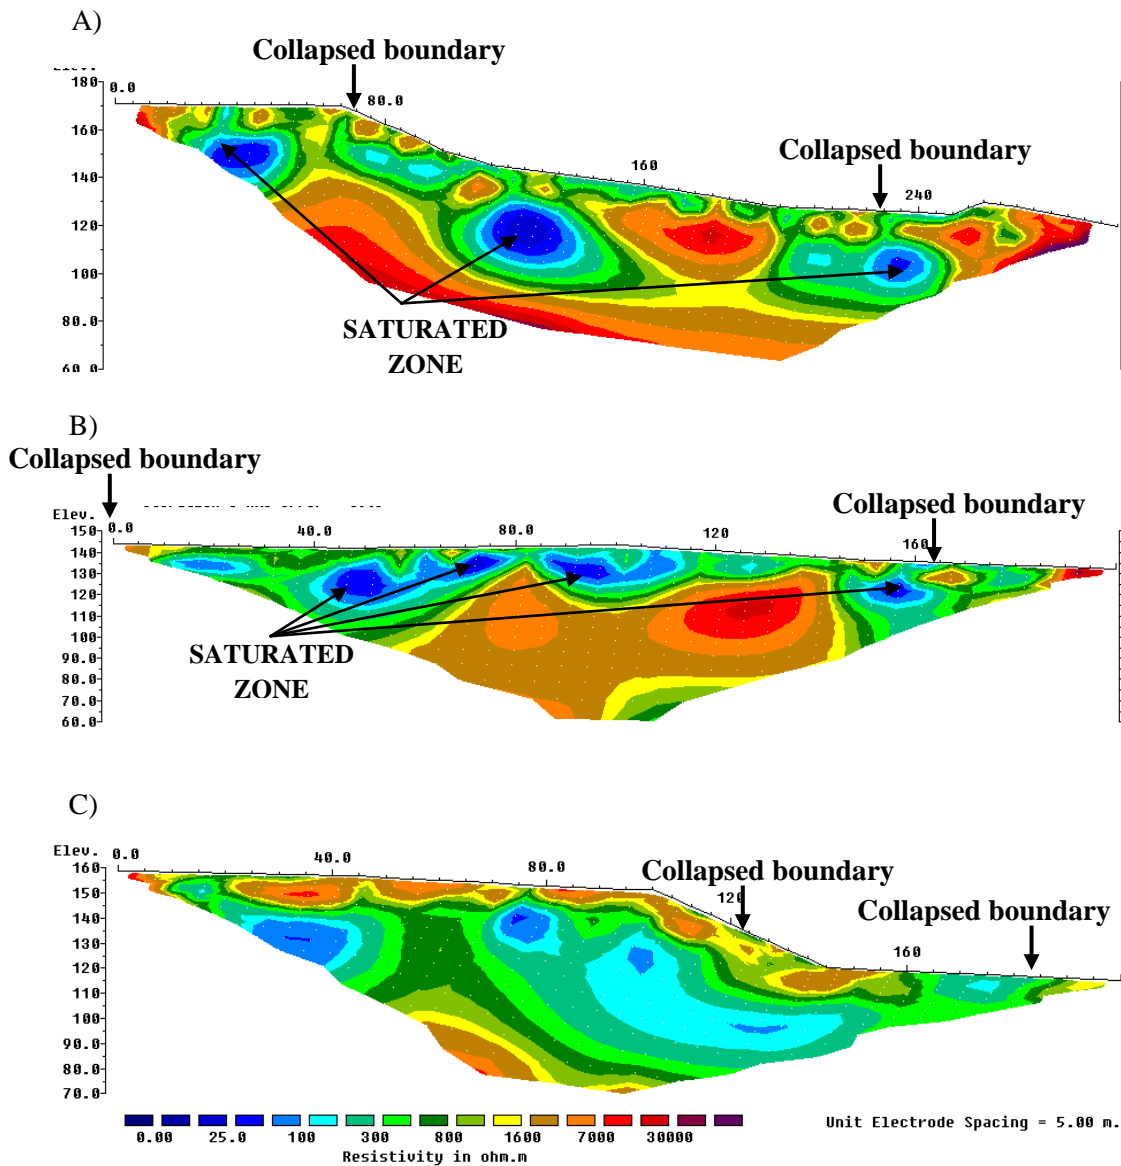 A)
Collapsed boundary
180
0.0
80.0
160
Collapsed boundary
160
140
240
120
100
80.0
SATURATED
ZONE
60.0
B)
Collapsed boundary
Collapsed boundary
Elev.
150
0.0
40.0
80.0
120
160
140
130
120
110
100
90.0
80.0
70.0
60.0
SATURATED
ZONE
C)
Elev.
160
0.0
40.0
80.0
Collapsed boundary
120
Collapsed boundary
150
140
130
120
160
110
100
90.0
80.0
70.0
0.00 25.0 100 300 800 1600 7000 30000
Unit Electrode Spacing = 5.00 m.
Resistivity in ohm.m